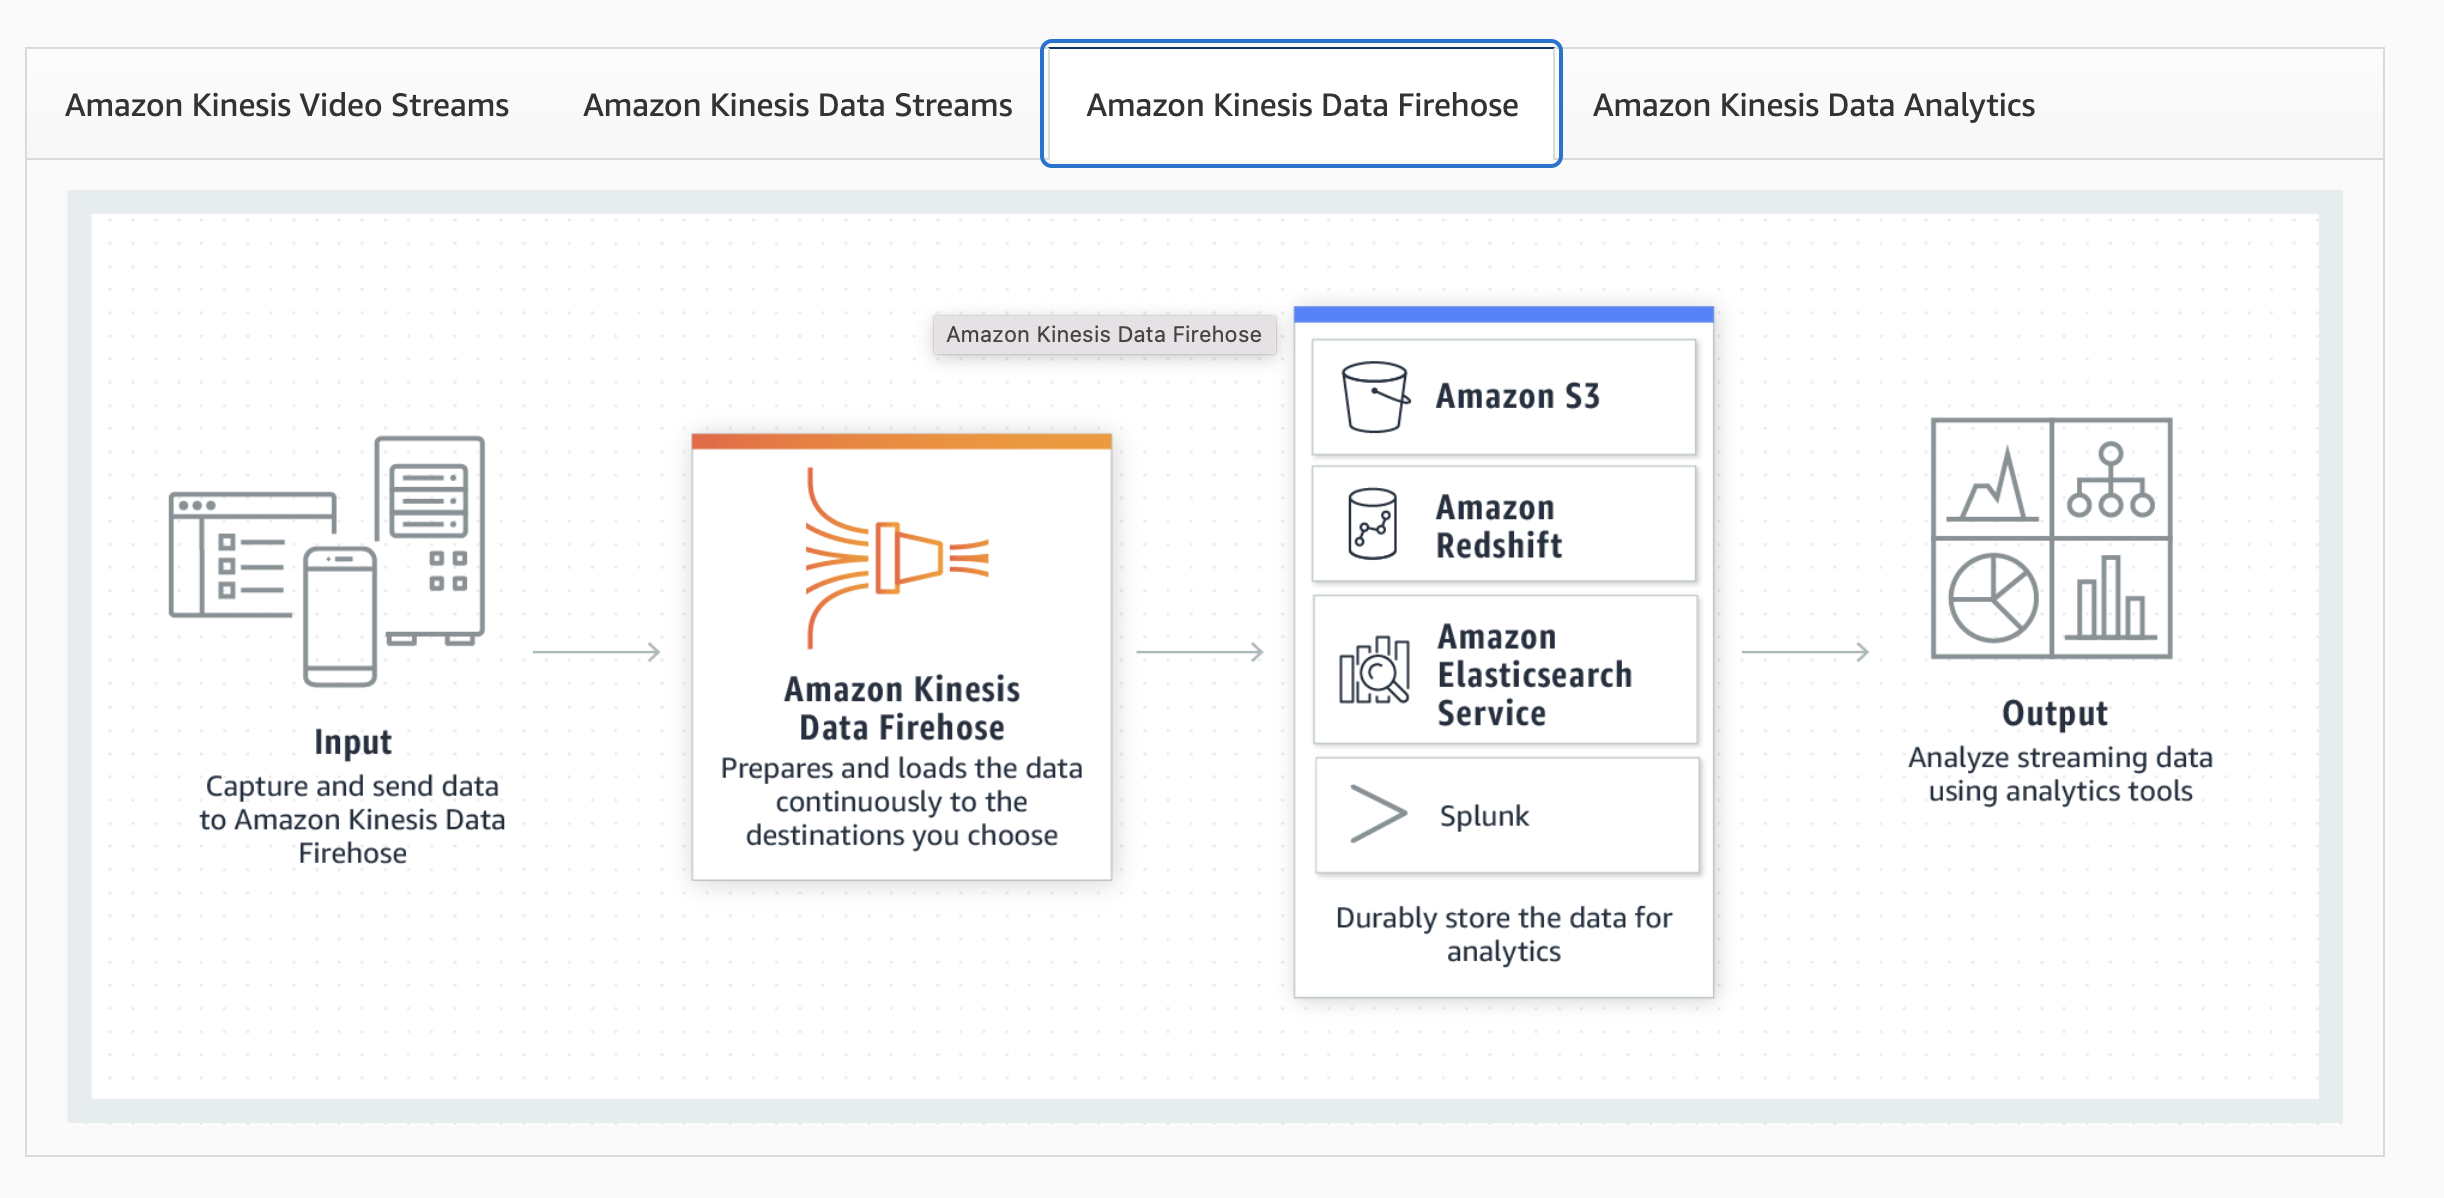 Amazon Kinesis Video Streams
Amazon Kinesis Data Streams
Amazon Kinesis Data Firehose
Amazon Kinesis Data Analytics
Input
Capture and send data
to Amazon Kinesis Data
Firehose
Amazon Kinesis
Data Firehose
Prepares and loads the data
continuously to the
destinations you choose
Amazon Kinesis Data Firehose
Amazon S3
Amazon
Redshift
Amazon
Elasticsearch
Service
Splunk
Durably store the data for
analytics
Output
Analyze streaming data
using analytics tools